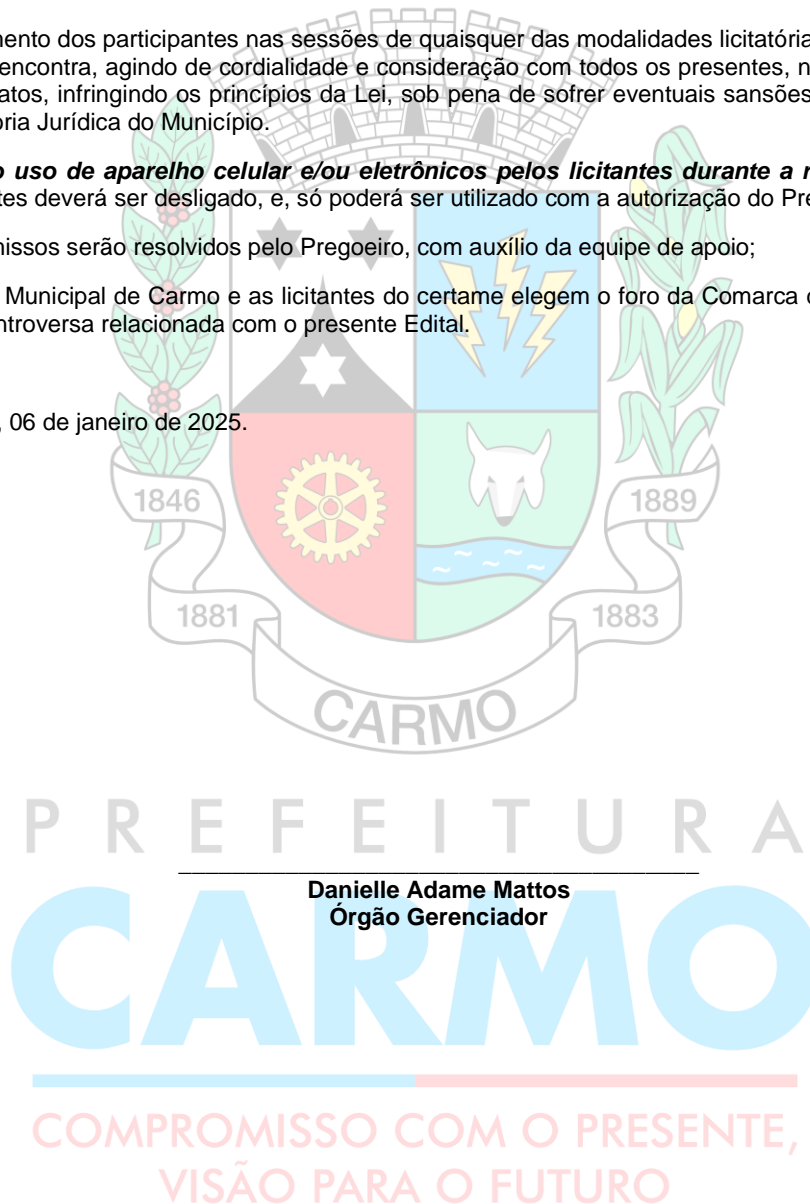 mento dos participantes nas sessões de quaisquer das modalidades licitatória
encontra, agindo de cordialidade e consideração com todos os presentes, n
atos, infringindo os princípios da Lei, sob pena de sofrer eventuais sansões
oria Jurídica do Município.
o uso de aparelho celular e/ou eletrônicos pelos licitantes durante a r
tes deverá ser desligado, e, só poderá ser utilizado com a autorização do Pre
nissos serão resolvidos pelo Pregoeiro, com auxílio da equipe de apoio;
Municipal de Carmo e as licitantes do certame elegem o foro da Comarca
ntroversa relacionada com o presente Edital.
, 06 de janeiro de 2025.
1846
1889
1881
1883
CARMO
PREFEITURA
Danielle Adame Mattos
Órgão Gerenciador
CARMO
COMPROMISSO COM O PRESENTE,
VISÃO PARA O FUTURO